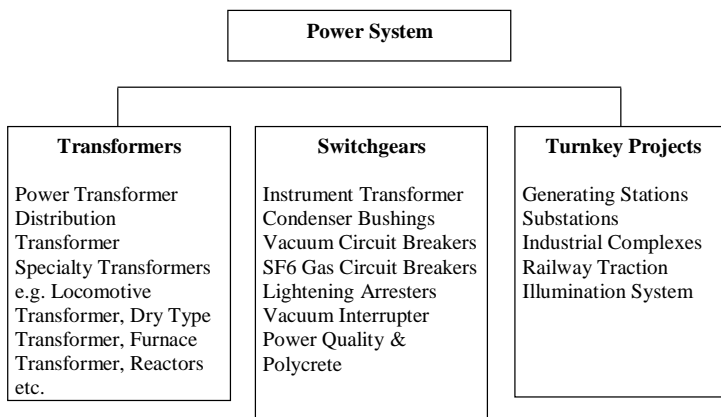 Power System
Transformers
Power Transformer
Distribution
Transformer
Specialty Transformers
e.g. Locomotive
Transformer, Dry Type
Transformer, Furnace
Transformer, Reactors
etc.
Switchgears
Instrument Transformer
Condenser Bushings
Vacuum Circuit Breakers
SF6 Gas Circuit Breakers
Lightening Arresters
Vacuum Interrupter
Power Quality &
Polycrete
Turnkey Projects
Generating Stations
Substations
Industrial Complexes
Railway Traction
Illumination System